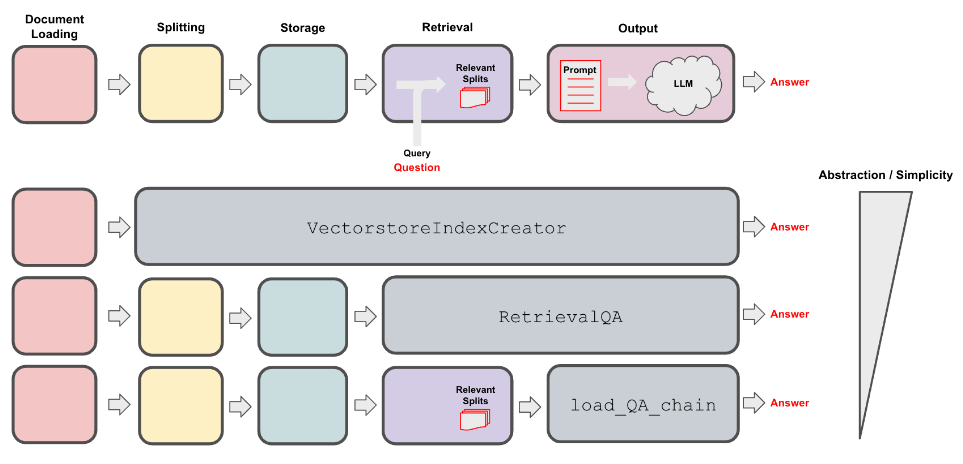 Document
Loading
Splitting
Storage
Retrieval
Output
Relevant
Splits
Prompt
LLM
Answer
Query
Question
Abstraction / Simplicity
VectorstoreIndexCreator
Answer
RetrievalQA
Answer
Relevant
Splits
load_QA_chain
Answer